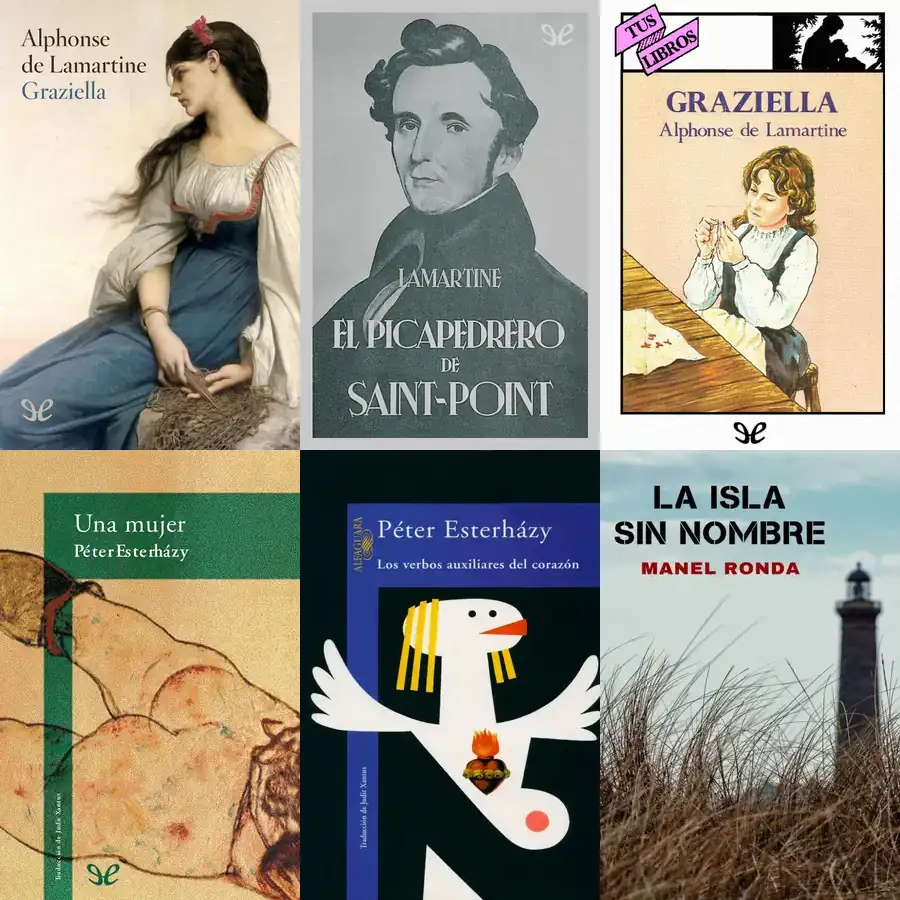 Alphonse
de Lamartine
Graziella
LAMARTINE
EL PICAPEDRERO
DE
SAINT-POINT
TUS
LIBROS
GRAZIELLA
Alphonse de Lamartine
Una mujer
Péter Esterházy
Traducción de Judit Xantus
ALFAGUARA
Péter Esterházy
Los verbos auxiliares del corazón
Traducción de Judit Xantus
LA ISLA
SIN NOMBRE
MANEL RONDA